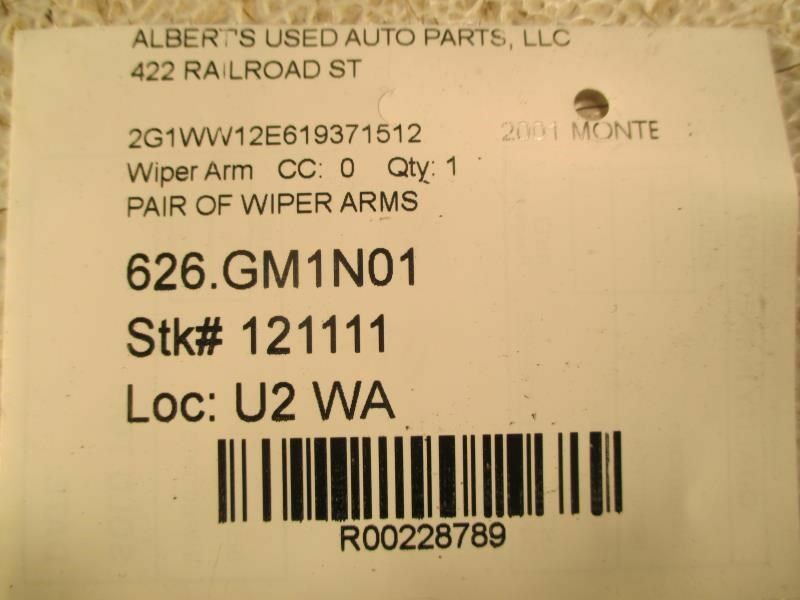 ALBERT'S USED AUTO PARTS, LLC
422 RAILROAD ST
2G1WW12E619371512 2001 MONTE
Wiper Arm CC: 0 Qty: 1
PAIR OF WIPER ARMS
626.GM1N01
Stk# 121111
Loc: U2 WA
R00228789